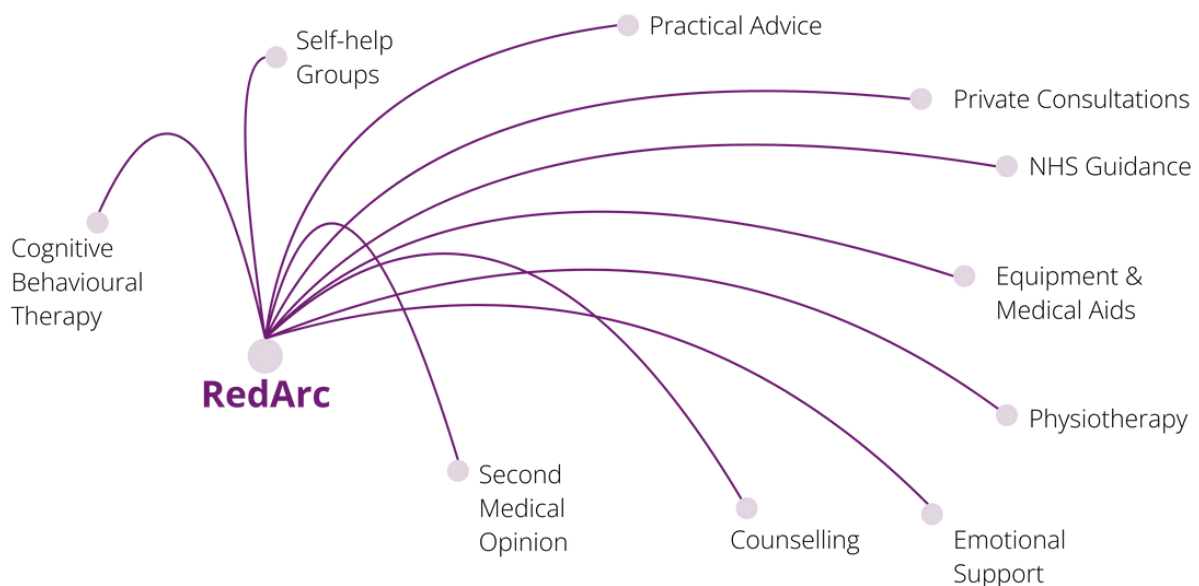 Self-help
Groups
Practical Advice
Private Consultations
NHS Guidance
Cognitive
Behavioural
Therapy
Equipment &
Medical Aids
RedArc
Physiotherapy
Second
Medical
Opinion
Counselling
Emotional
Support